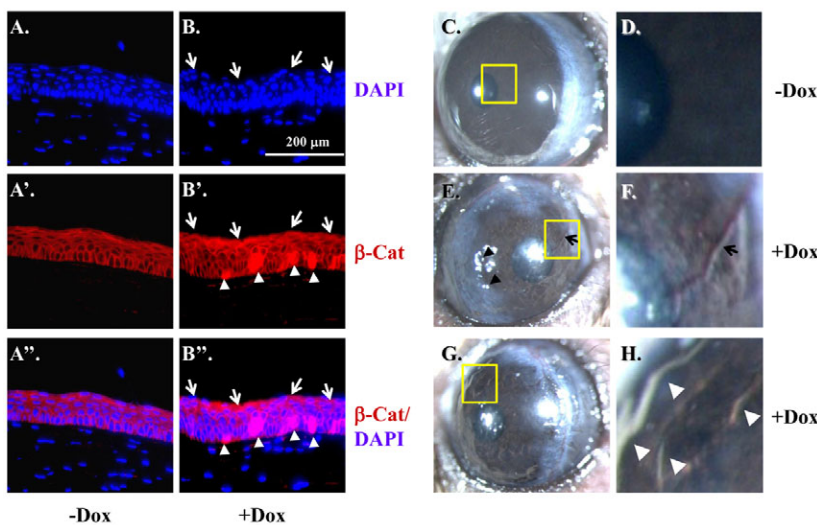 A.
B.
DAPI
200 µm
A'.
B'.
β-Cat
A''.
B''.
β-Cat/
DAPI
-Dox
+Dox
C.
D.
-Dox
E.
F.
+Dox
G.
H.
+Dox